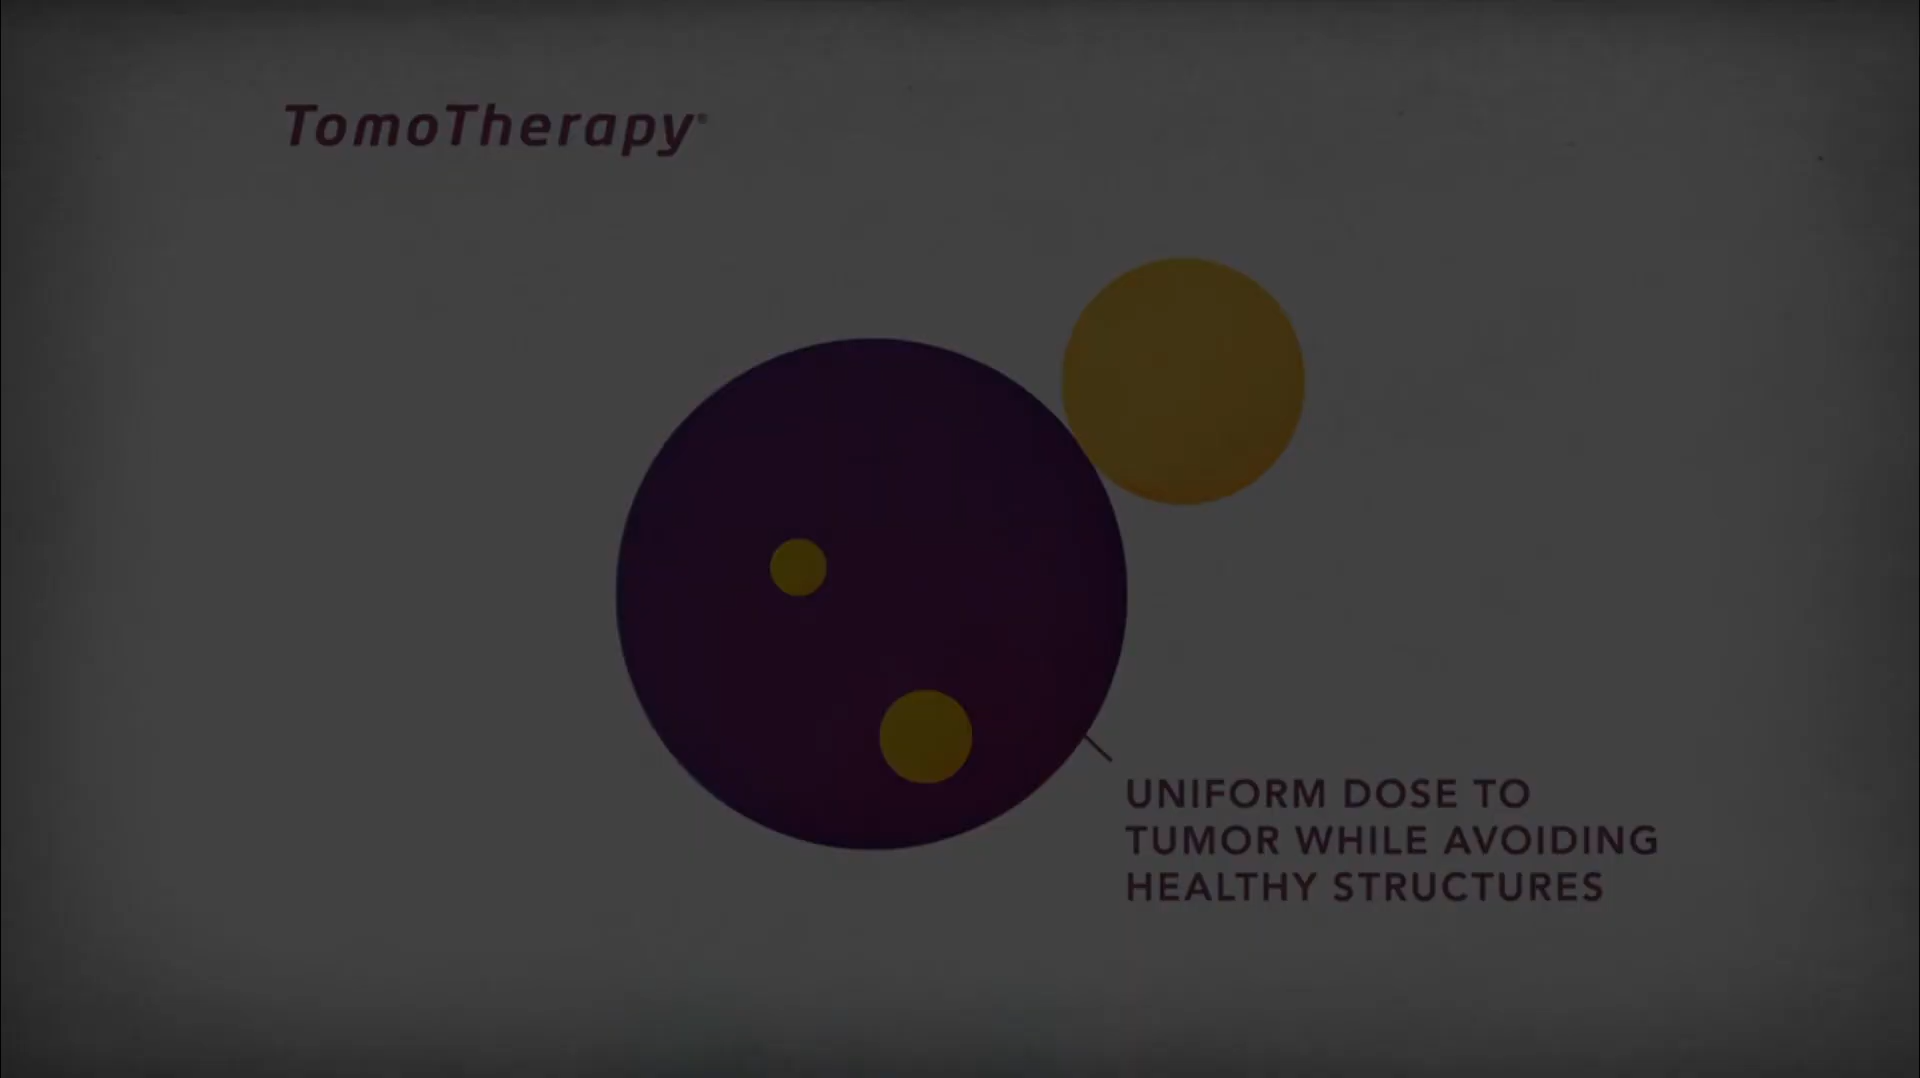 TomoTherapy®
UNIFORM DOSE TO
TUMOR WHILE AVOIDING
HEALTHY STRUCTURES